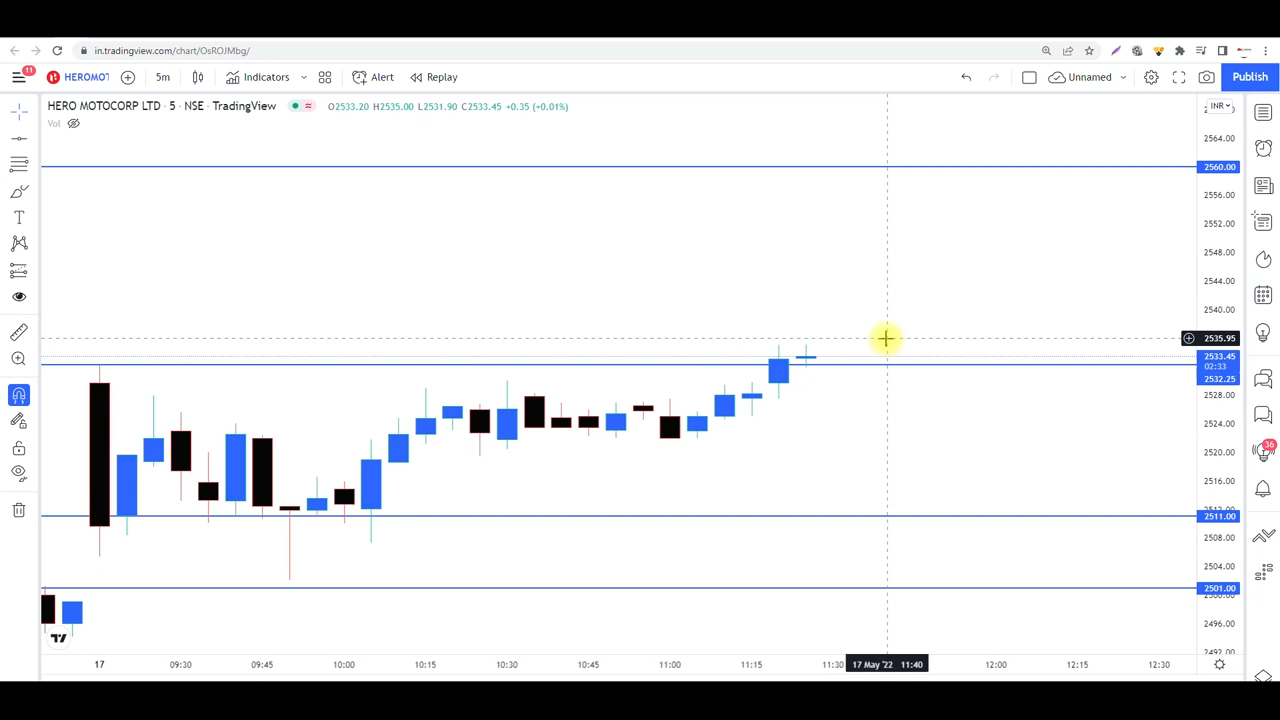 in.tradingview.com/chart/OsROJMbg/
11
HEROMOT
5m
Indicators
Alert
Replay
Unnamed
Publish
HERO MOTOCORP LTD · 5 · NSE · TradingView
O2533.20 H2535.00 L2531.90 C2533.45 +0.35 (+0.01%)
INR
Vol
2564.00
2560.00
2556.00
2552.00
2548.00
2544.00
2540.00
2535.95
2533.45
02:33
2532.25
2528.00
2524.00
2520.00
2516.00
2511.00
2508.00
2504.00
2501.00
2496.00
36
17
09:30
09:45
10:00
10:15
10:30
10:45
11:00
11:15
11:30
17 May '22 11:40
12:00
12:15
12:30